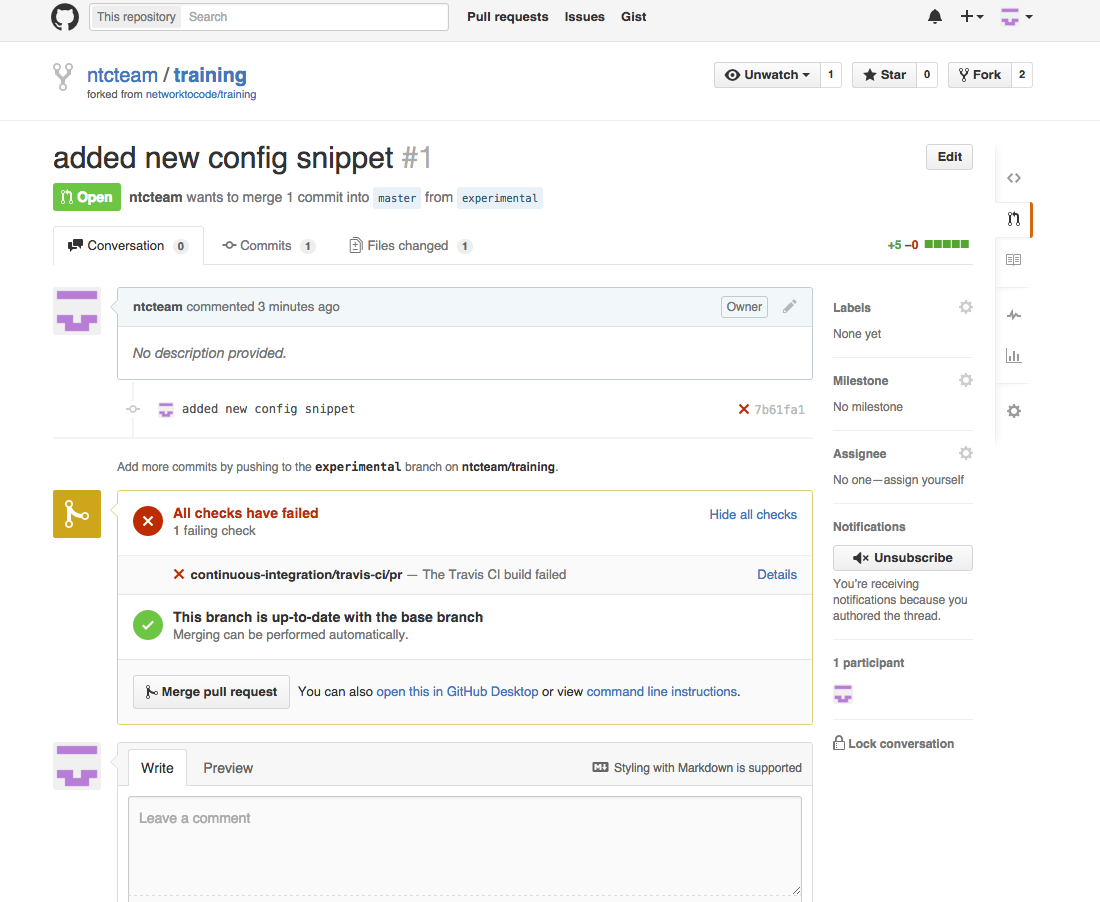 This repository Search Pull requests Issues Gist
ntcteam / training
forked from networktocode/training
Unwatch 1 Star 0 Fork 2
added new config snippet #1
Edit
Open ntcteam wants to merge 1 commit into master from experimental
Conversation 0 Commits 1 Files changed 1 +5 −0
ntcteam commented 3 minutes ago Owner
No description provided.
added new config snippet 7b61fa1
Add more commits by pushing to the experimental branch on ntcteam/training.
All checks have failed
1 failing check
Hide all checks
continuous-integration/travis-ci/pr — The Travis CI build failed Details
This branch is up-to-date with the base branch
Merging can be performed automatically.
Merge pull request You can also open this in GitHub Desktop or view command line instructions.
Write Preview Styling with Markdown is supported
Leave a comment
Labels
None yet
Milestone
No milestone
Assignee
No one—assign yourself
Notifications
Unsubscribe
You're receiving
notifications because you
authored the thread.
1 participant
Lock conversation